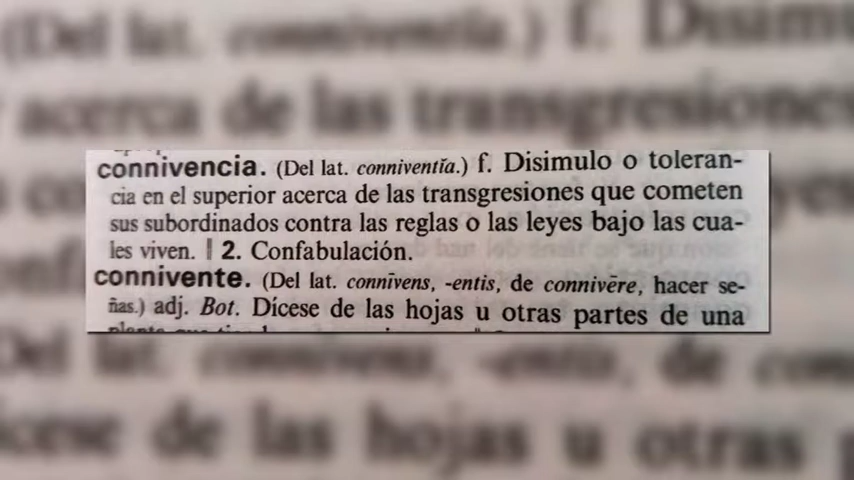 connivencia. (Del lat. conniventĭa.) f. Disimulo o toleran-
cia en el superior acerca de las transgresiones que cometen
sus subordinados contra las reglas o las leyes bajo las cua-
les viven. ‖ 2. Confabulación.
connivente. (Del lat. connīvens, -entis, de connivēre, hacer se-
ñas.) adj. Bot. Dícese de las hojas u otras partes de una